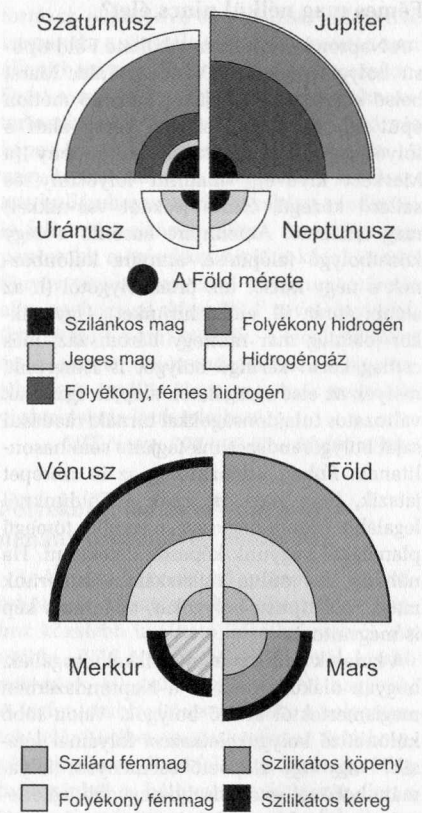 Szaturnusz Jupiter
Uránusz Neptunusz
A Föld mérete
Szilánkos mag Folyékony hidrogén
Jeges mag Hidrogéngáz
Folyékony, fémes hidrogén
Vénusz Föld
Merkúr Mars
Szilárd fémmag Szilikátos köpeny
Folyékony fémmag Szilikátos kéreg